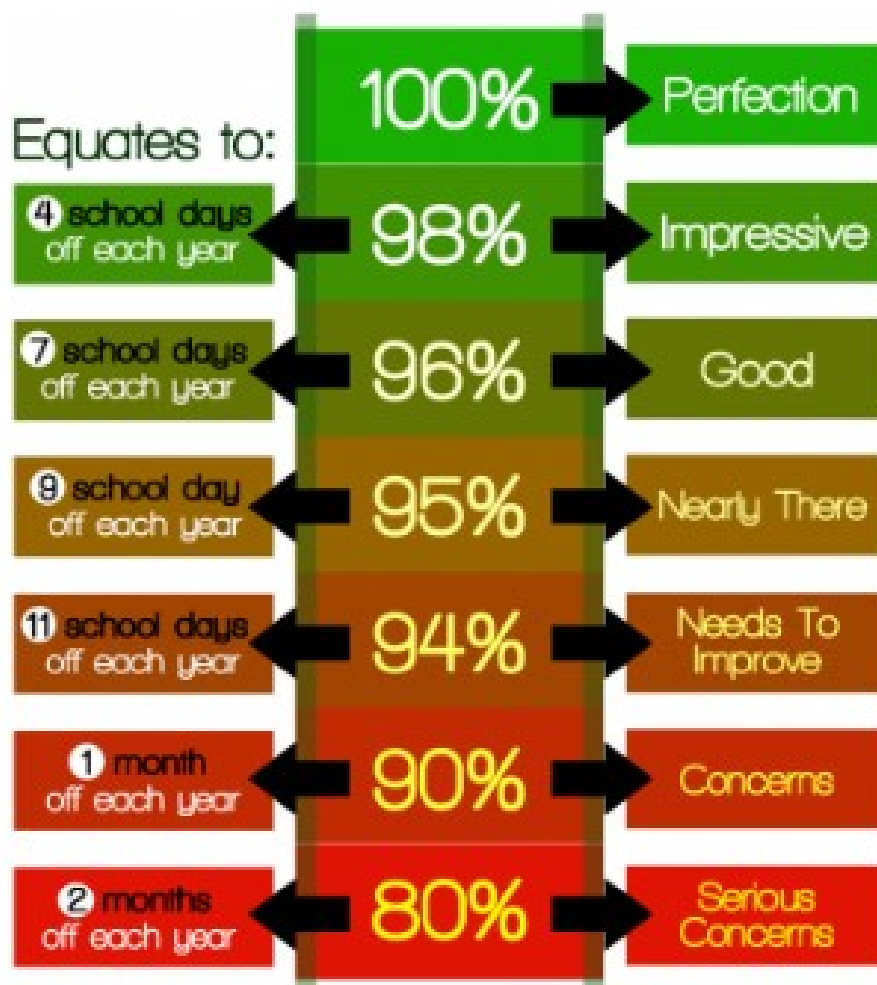 100%
Perfection
Equates to:
4 school days
off each year
98%
Impressive
7 school days
off each year
96%
Good
9 school day
off each year
95%
Nearly There
11 school days
off each year
94%
Needs To
Improve
1 month
off each year
90%
Concerns
2 months
off each year
80%
Serious
Concerns